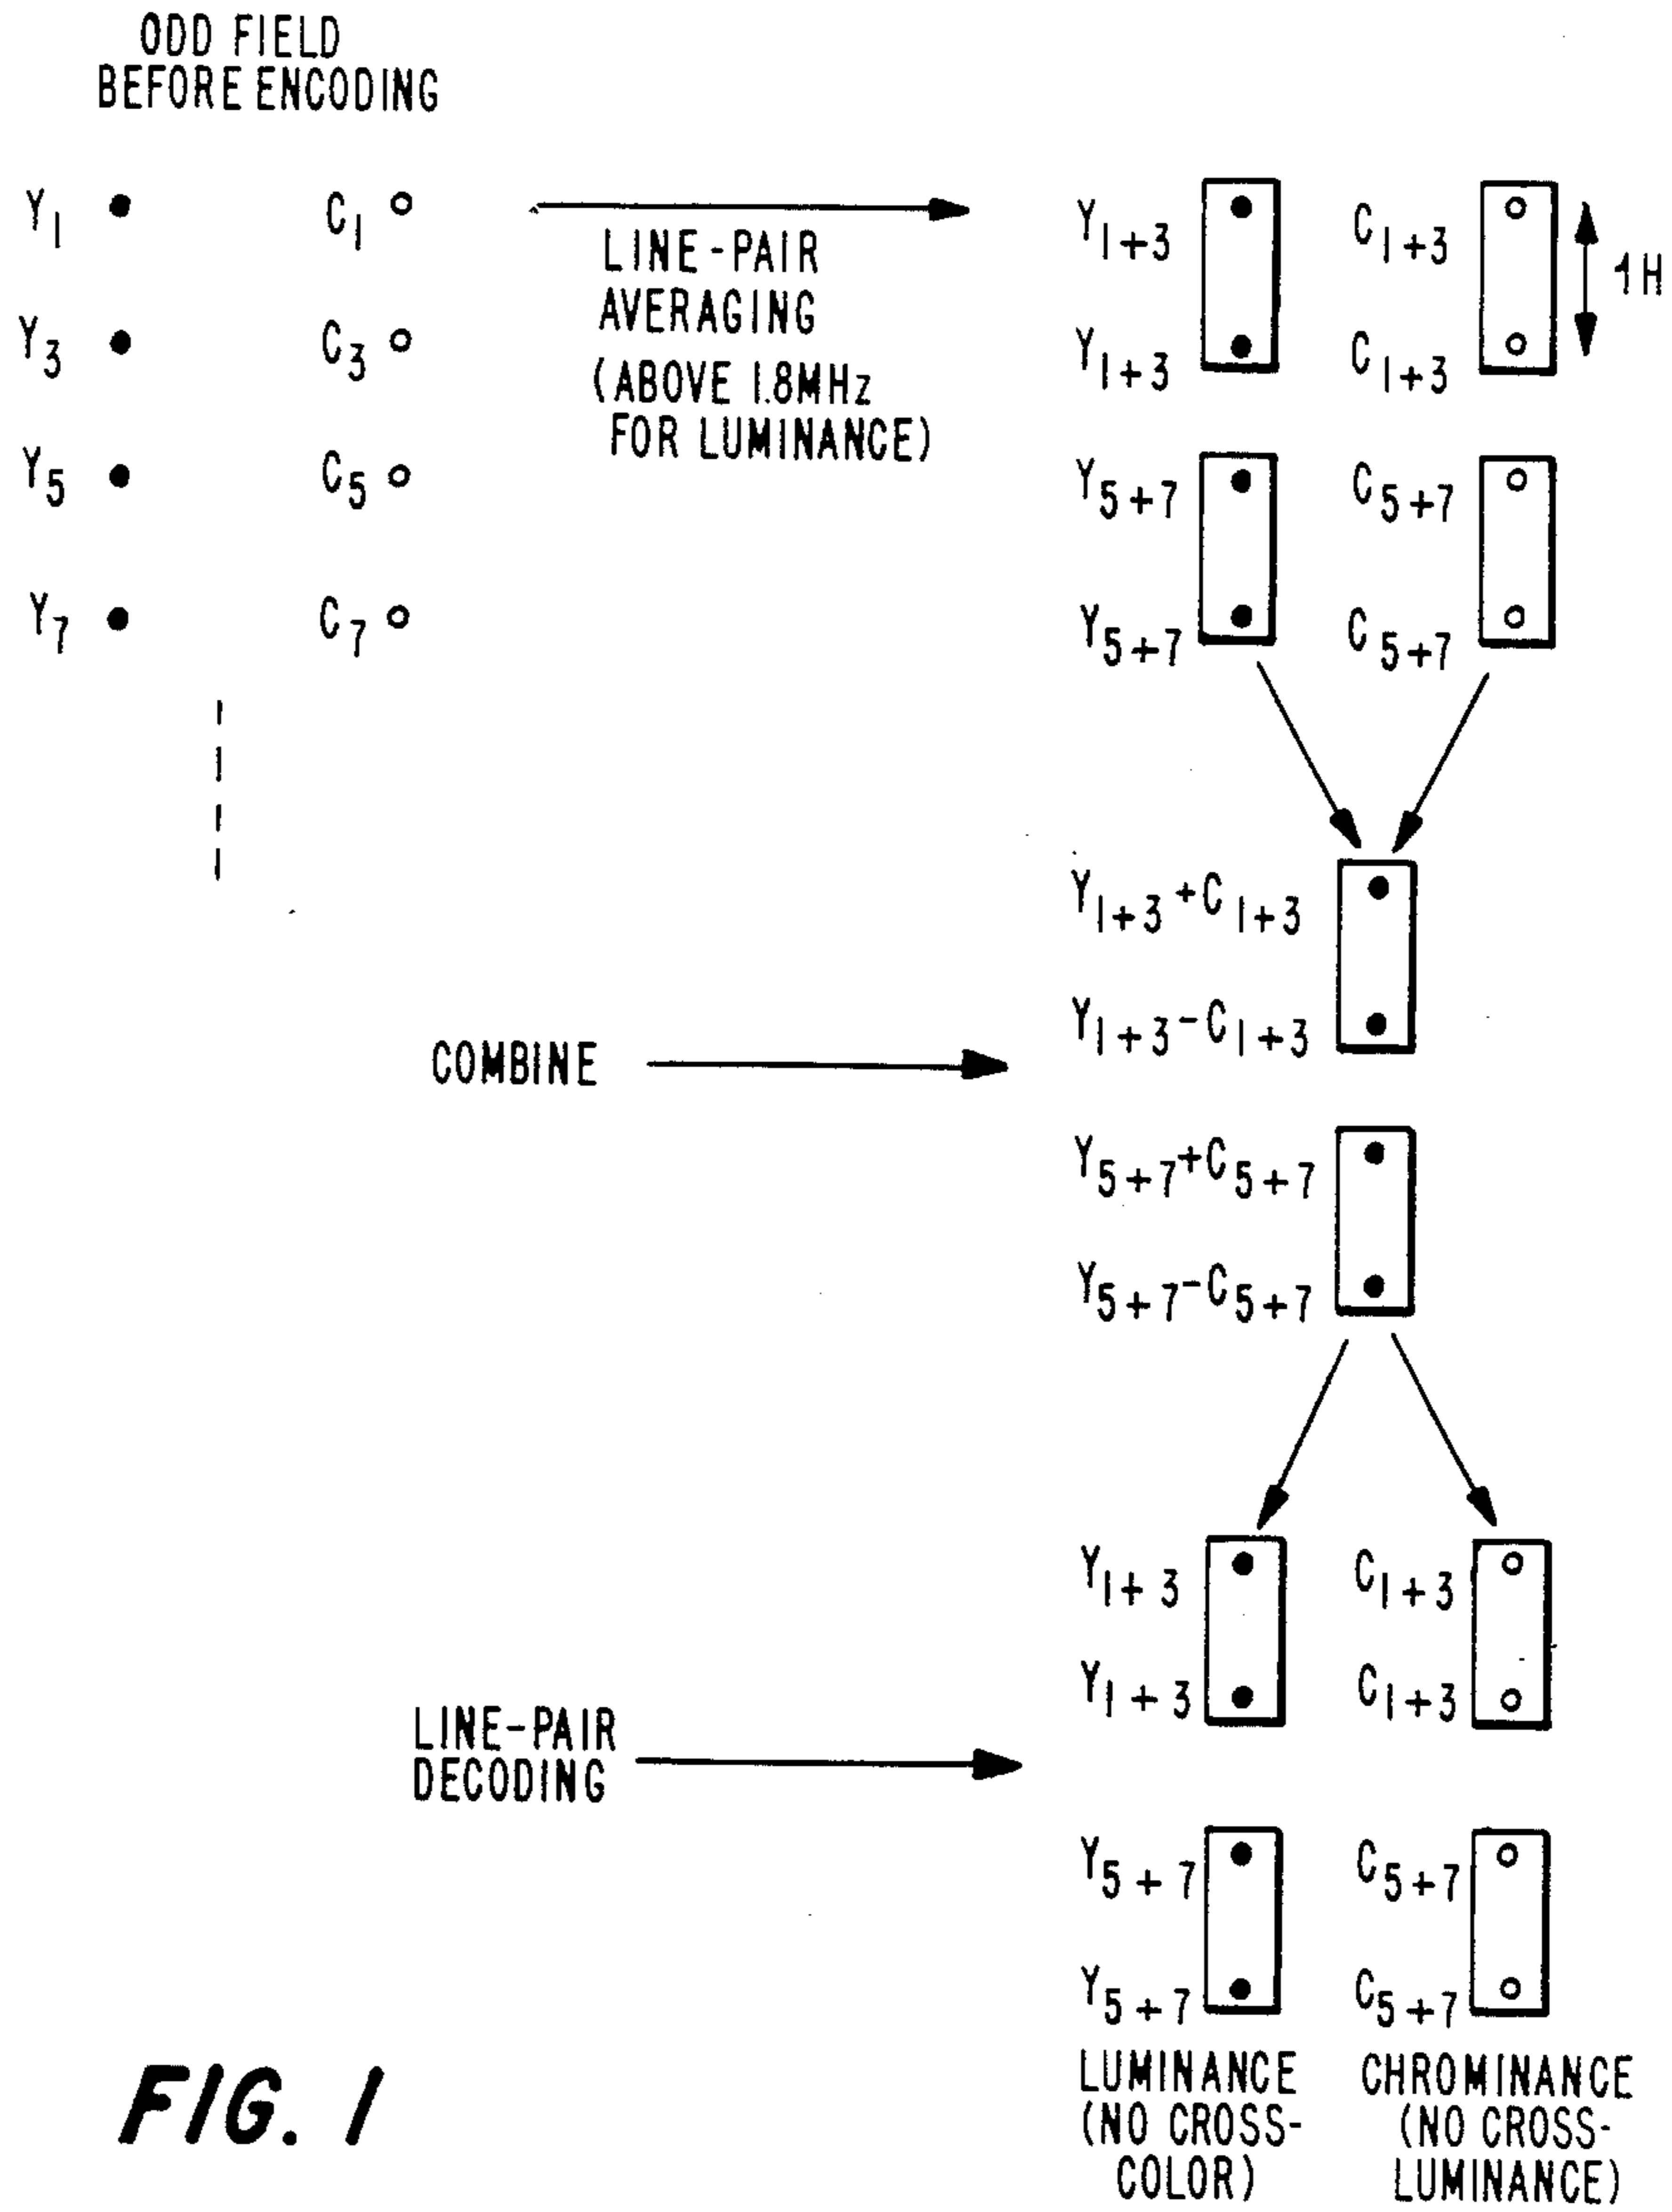 ODD FIELD
BEFORE ENCODING
Y1 C1
Y3 C3
Y5 C5
Y7 C7
LINE-PAIR
AVERAGING
(ABOVE 1.8MHz
FOR LUMINANCE)
Y1+3 C1+3
1H
Y1+3 C1+3
Y5+7 C5+7
Y5+7 C5+7
COMBINE
Y1+3+C1+3
Y1+3-C1+3
Y5+7+C5+7
Y5+7-C5+7
LINE-PAIR
DECODING
Y1+3 C1+3
Y1+3 C1+3
Y5+7 C5+7
Y5+7 C5+7
LUMINANCE
(NO CROSS-
COLOR)
CHROMINANCE
(NO CROSS-
LUMINANCE)
FIG. 1